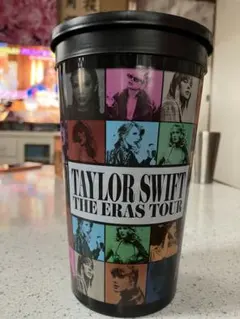 TAYLOR SWIFT
THE ERAS TOUR